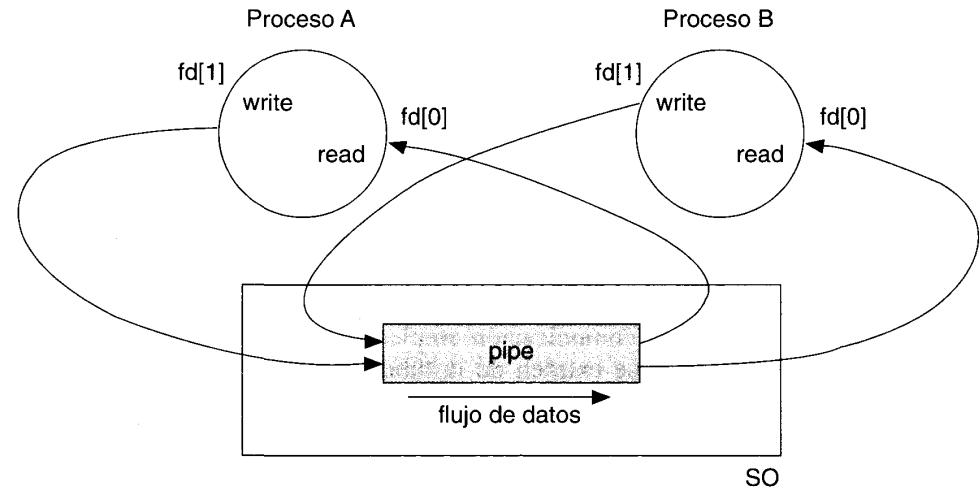 Proceso A
Proceso B
fd[1]
write
fd[0]
read
fd[1]
write
fd[0]
read
pipe
flujo de datos
SO